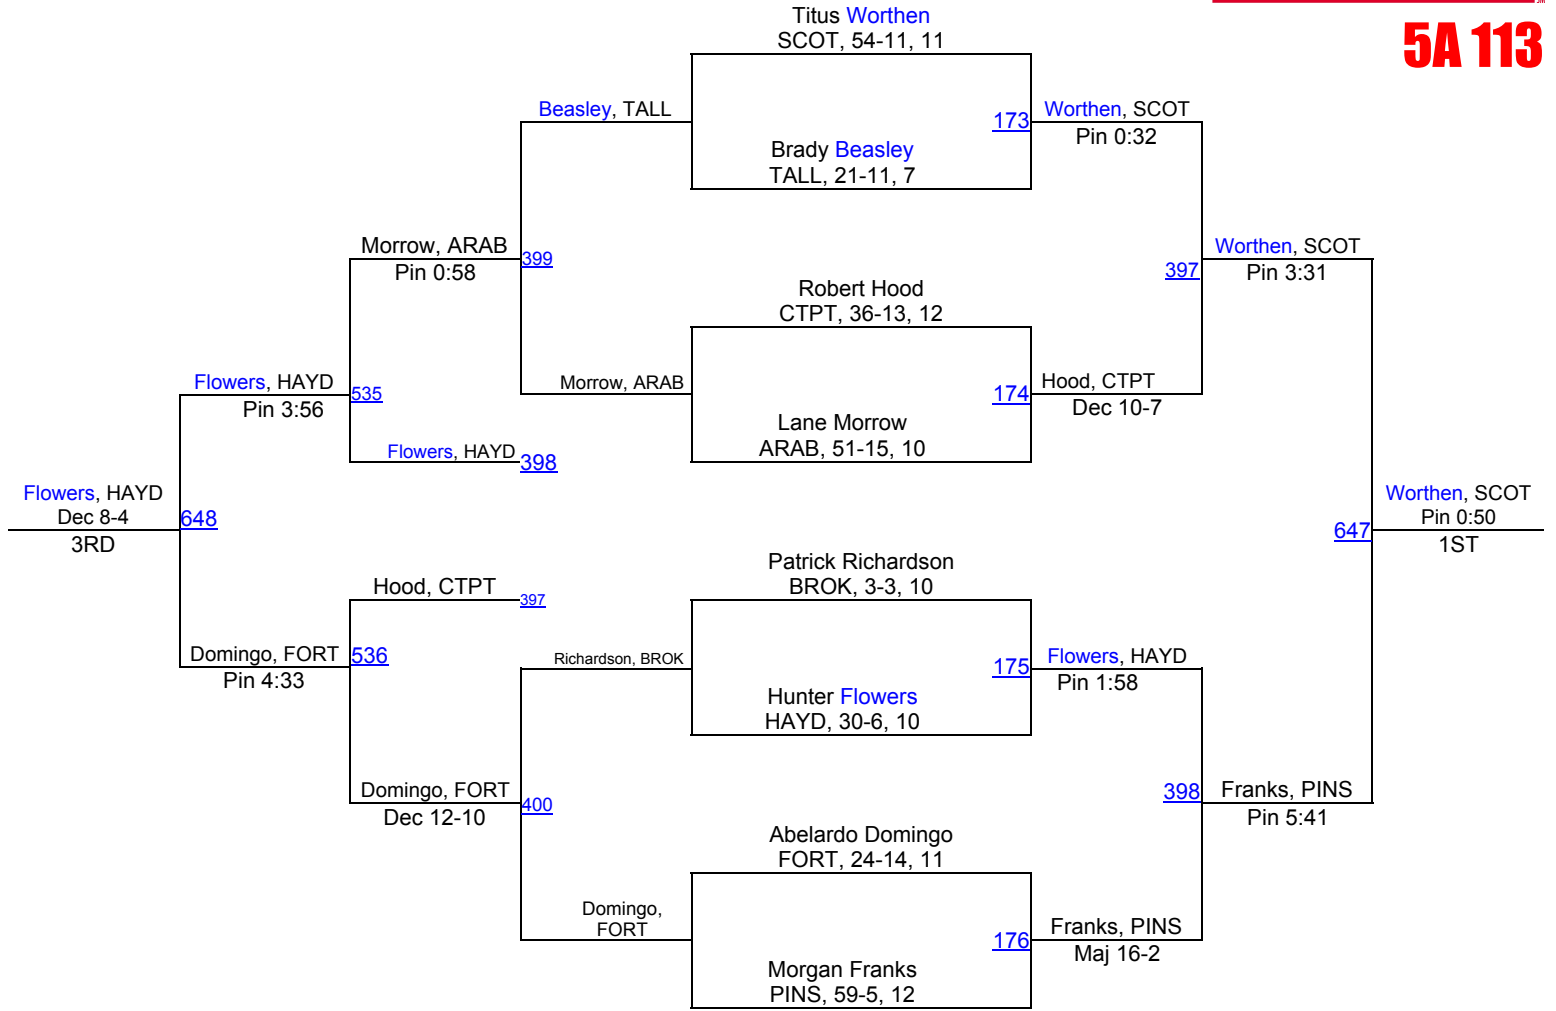 Titus Worthen
SCOT, 54-11, 11
5A 113
Beasley, TALL
173
Worthen, SCOT
Pin 0:32
Brady Beasley
TALL, 21-11, 7
Morrow, ARAB
Pin 0:58
399
Worthen, SCOT
Pin 3:31
397
Robert Hood
CTPT, 36-13, 12
Flowers, HAYD
Pin 3:56
535
Morrow, ARAB
174
Hood, CTPT
Dec 10-7
Lane Morrow
ARAB, 51-15, 10
Flowers, HAYD
398
Flowers, HAYD
Dec 8-4
3RD
648
647
Worthen, SCOT
Pin 0:50
1ST
Patrick Richardson
BROK, 3-3, 10
Hood, CTPT
397
Domingo, FORT
Pin 4:33
536
Richardson, BROK
175
Flowers, HAYD
Pin 1:58
Hunter Flowers
HAYD, 30-6, 10
Domingo, FORT
Dec 12-10
400
398
Franks, PINS
Pin 5:41
Abelardo Domingo
FORT, 24-14, 11
Domingo,
FORT
176
Franks, PINS
Maj 16-2
Morgan Franks
PINS, 59-5, 12